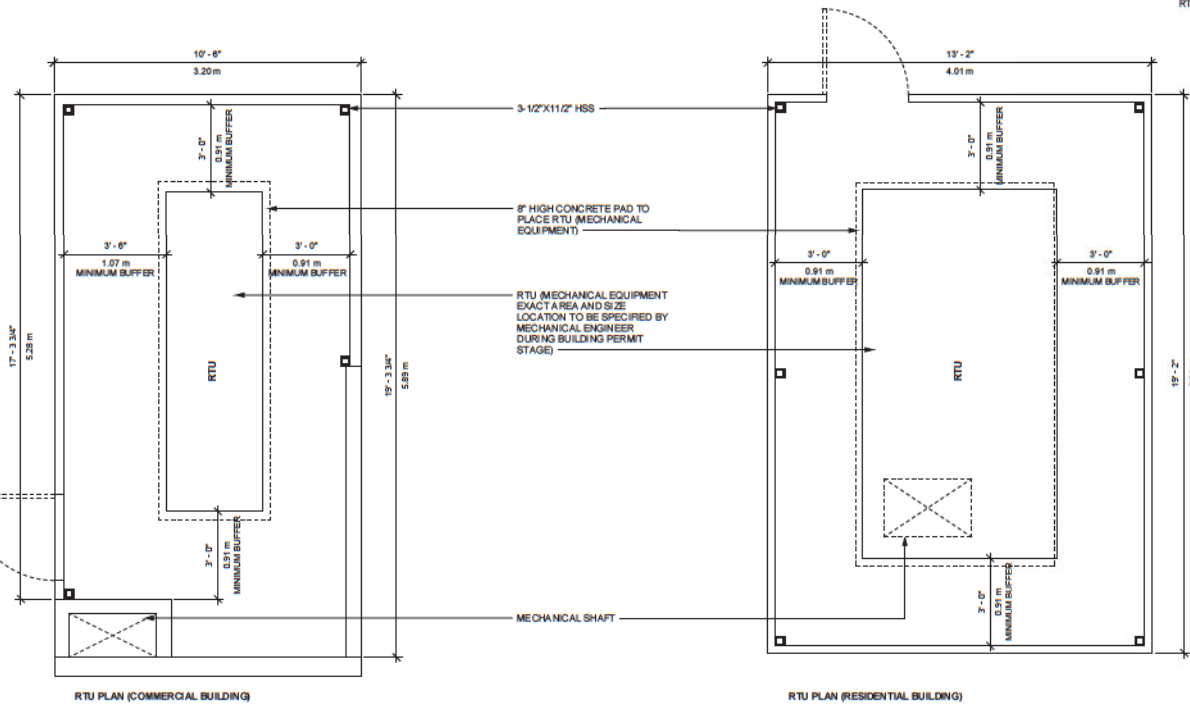 RT
10' - 6"
3.20 m
13' - 2"
4.01 m
3-1/2"X11/2" HSS
3' - 0"
0.91 m
MINIMUM BUFFER
3' - 0"
0.91 m
MINIMUM BUFFER
8" HIGH CONCRETE PAD TO
PLACE RTU (MECHANICAL
EQUIPMENT)
3' - 6"
1.07 m
MINIMUM BUFFER
3' - 0"
0.91 m
MINIMUM BUFFER
3' - 0"
0.91 m
MINIMUM BUFFER
3' - 0"
0.91 m
MINIMUM BUFFER
RTU (MECHANICAL EQUIPMENT
EXACT AREA AND SIZE
LOCATION TO BE SPECIFIED BY
MECHANICAL ENGINEER
DURING BUILDING PERMIT
STAGE)
17' - 3 3/4"
5.28 m
RTU
19' - 3 3/4"
5.89 m
RTU
19' - 2"
3' - 0"
0.91 m
MINIMUM BUFFER
3' - 0"
0.91 m
MINIMUM BUFFER
MECHANICAL SHAFT
RTU PLAN (COMMERCIAL BUILDING)
RTU PLAN (RESIDENTIAL BUILDING)